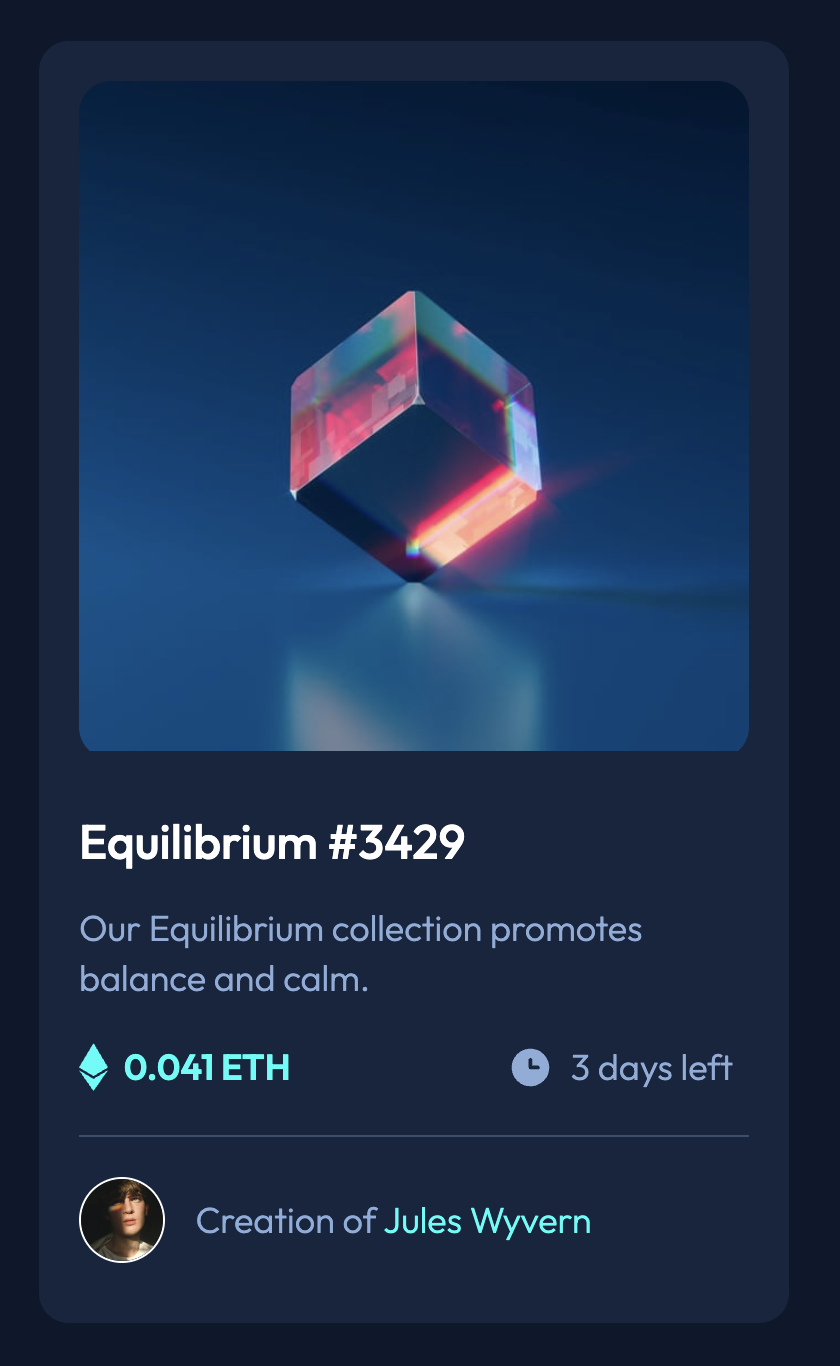 Equilibrium #3429
Our Equilibrium collection promotes
balance and calm.
0.041 ETH
3 days left
Creation of Jules Wyvern